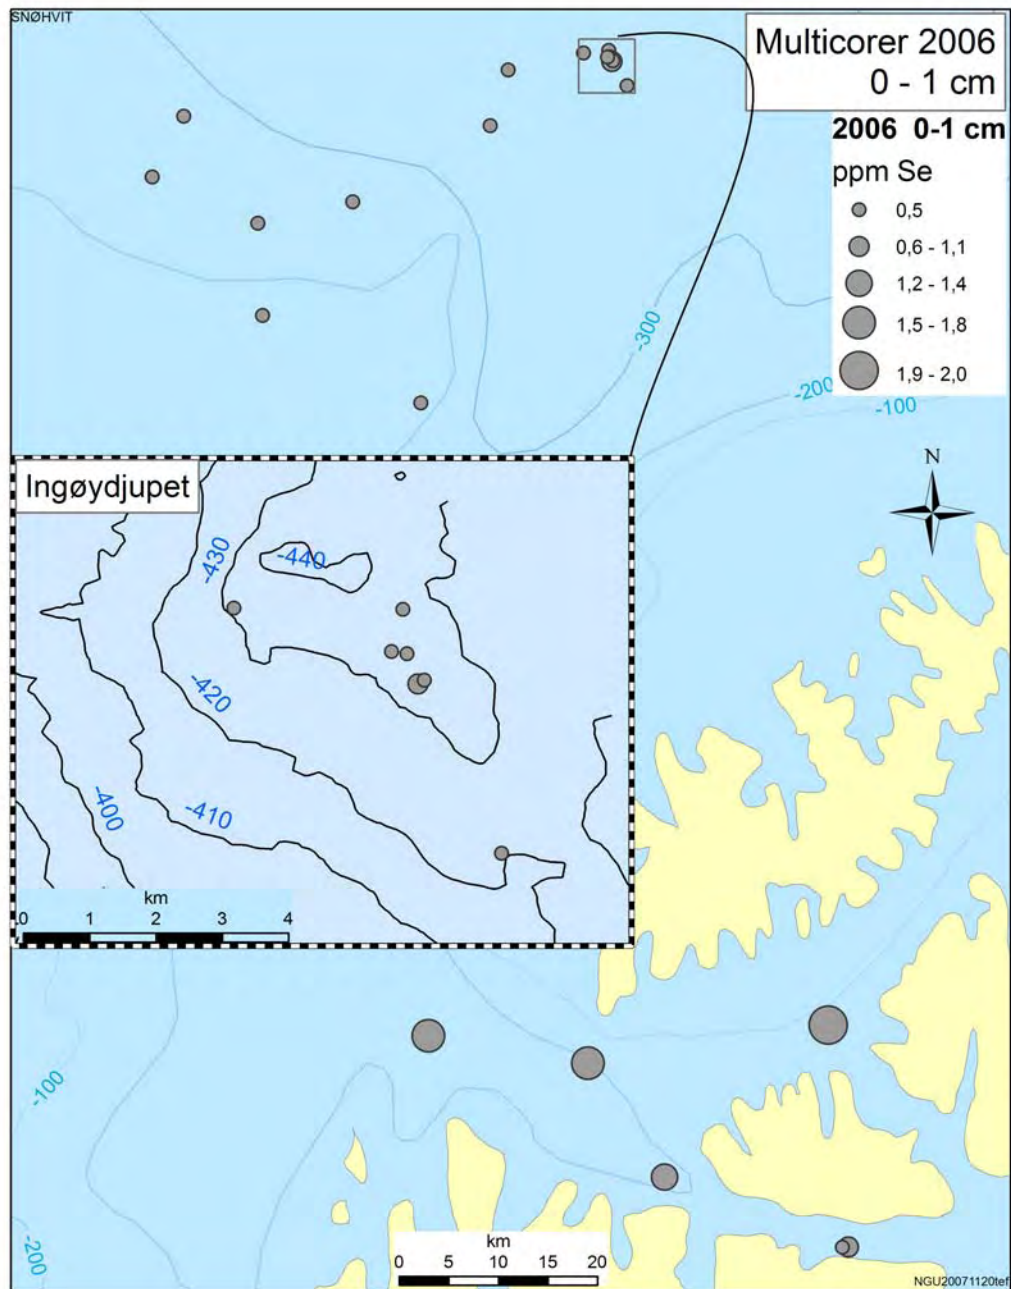 SNØHVIT
Multicorer 2006
0 - 1 cm
2006 0-1 cm
ppm Se
0,5
0,6 - 1,1
1,2 - 1,4
1,5 - 1,8
1,9 - 2,0
-300
-200
-100
N
Ingøydjupet
-430
-440
-420
-400
-410
km
0 1 2 3 4
-100
-200
km
0 5 10 15 20
NGU20071120tef